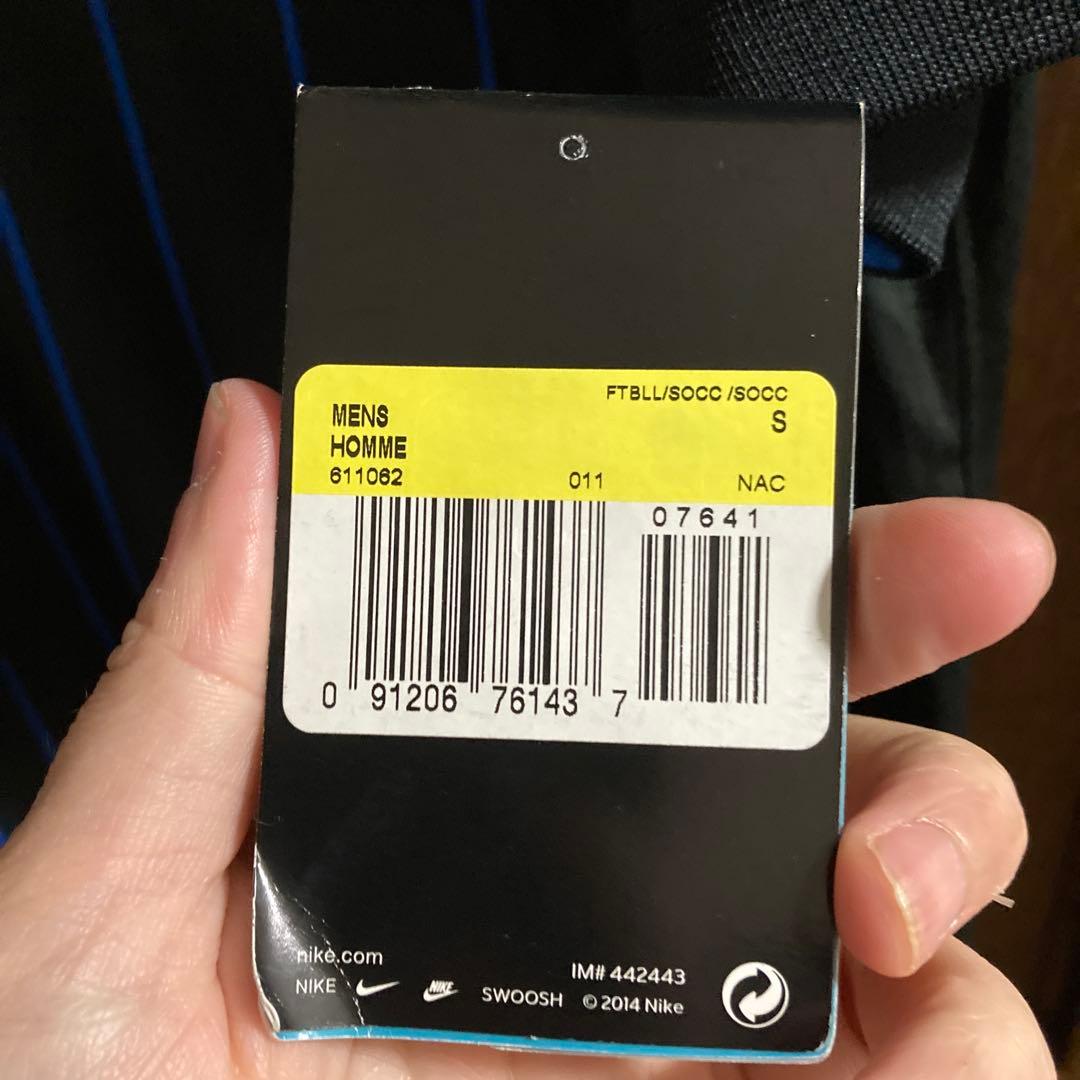 FTBLL/SOCC /SOCC
MENS S
HOMME
611062 011 NAC
07641
0 91206 76143 7
nike.com
IM# 442443
NIKE NIKE SWOOSH © 2014 Nike